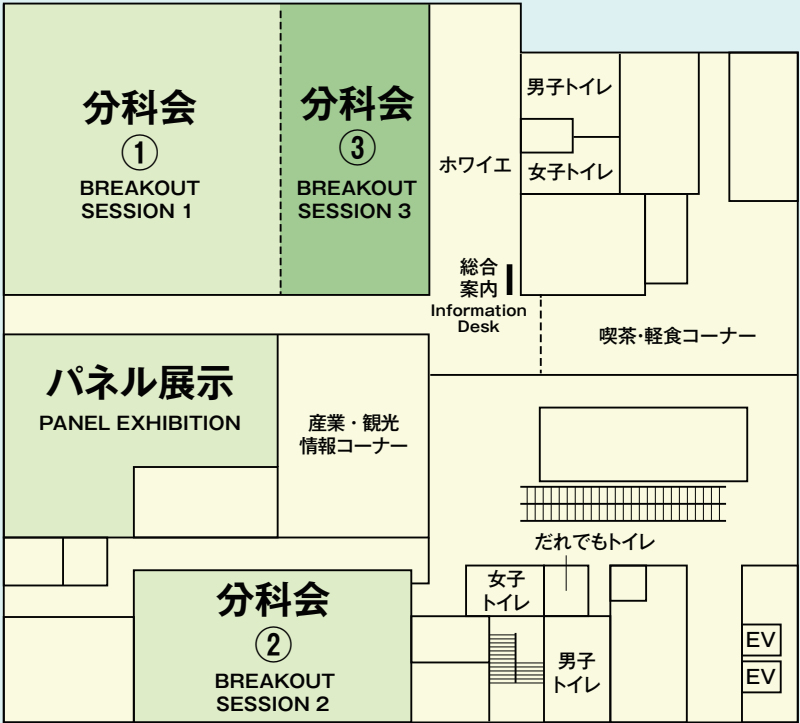 分科会
①
BREAKOUT
SESSION 1
分科会
③
BREAKOUT
SESSION 3
ホワイエ
男子トイレ
女子トイレ
総合
案内
Information
Desk
喫茶・軽食コーナー
パネル展示
PANEL EXHIBITION
産業・観光
情報コーナー
だれでもトイレ
分科会
②
BREAKOUT
SESSION 2
女子
トイレ
男子
トイレ
EV
EV